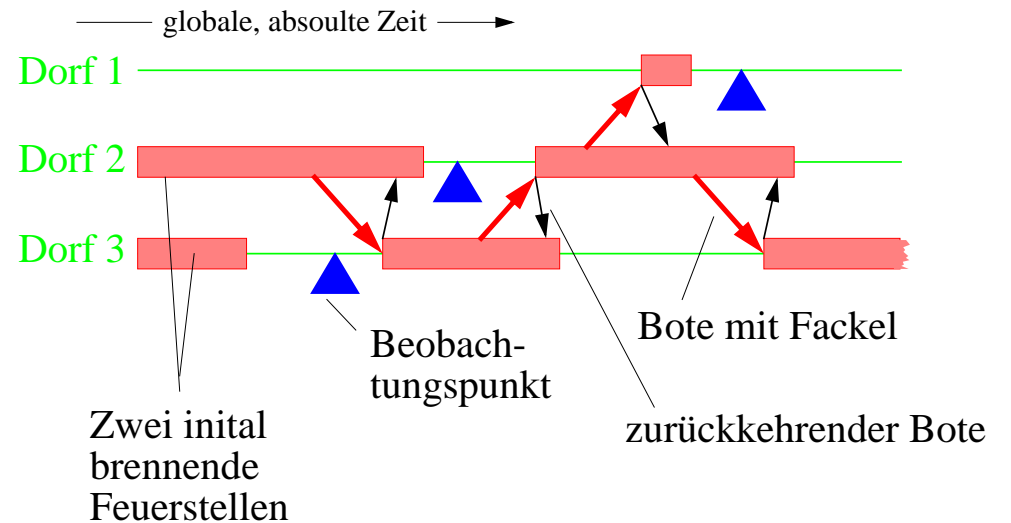 globale, absoulte Zeit
Dorf 1
Dorf 2
Dorf 3
Beobach-
tungspunkt
Bote mit Fackel
zurückkehrender Bote
Zwei inital
brennende
Feuerstellen